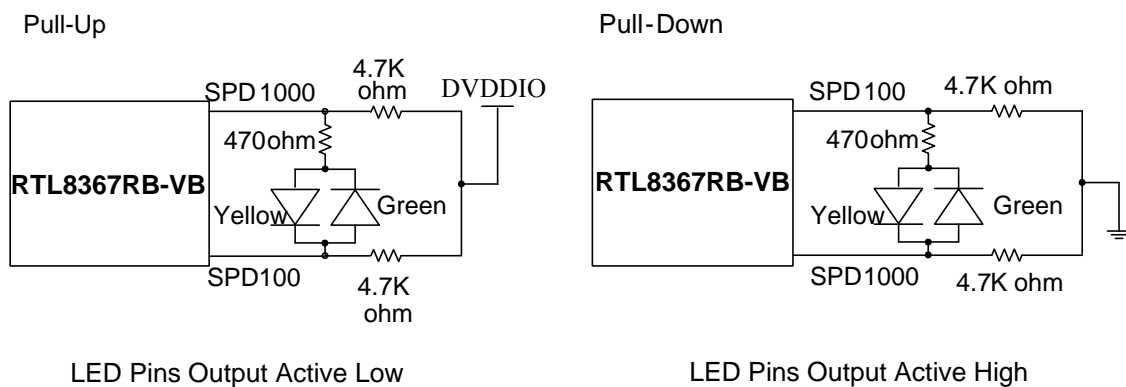 Pull-Up
Pull-Down
4.7K
ohm
DVDDIO
SPD1000
470ohm
RTL8367RB-VB
Yellow
Green
SPD100
4.7K
ohm
LED Pins Output Active Low
SPD100
4.7K ohm
470ohm
RTL8367RB-VB
Yellow
Green
SPD1000
4.7K ohm
LED Pins Output Active High